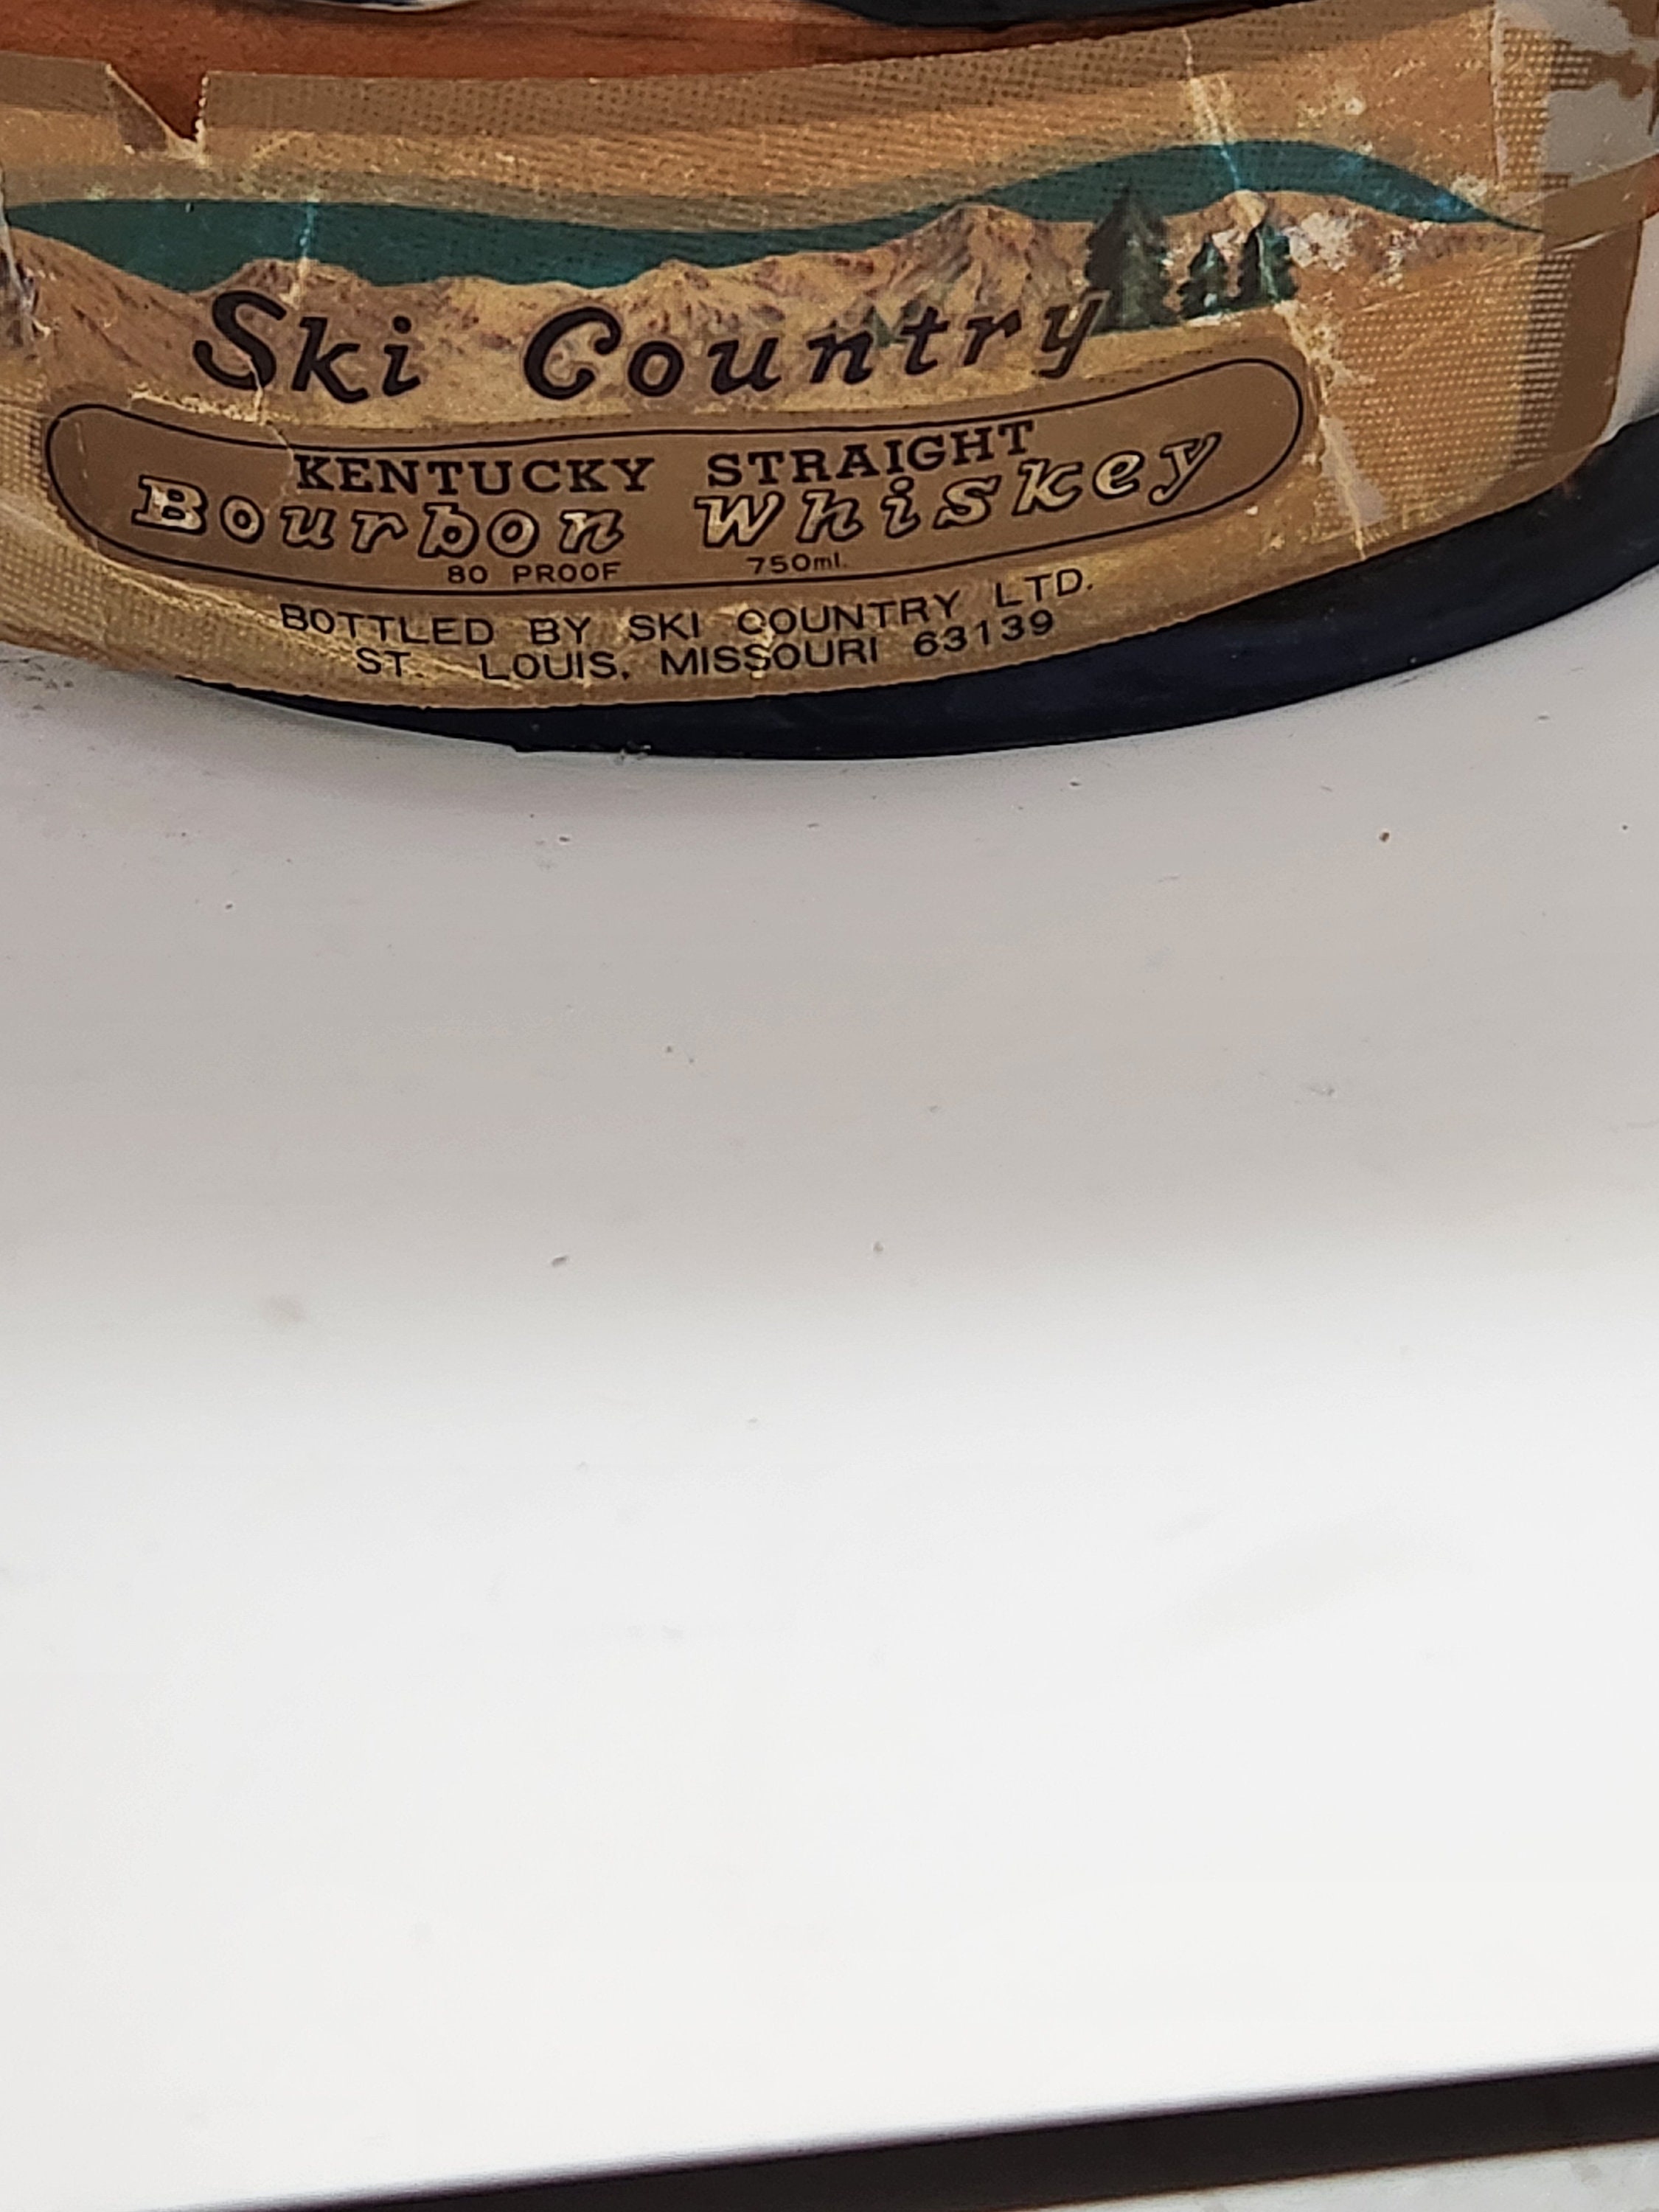 Ski Country
KENTUCKY STRAIGHT
Bourbon Whiskey
80 PROOF 750ml.
BOTTLED BY SKI COUNTRY LTD.
ST. LOUIS, MISSOURI 63139